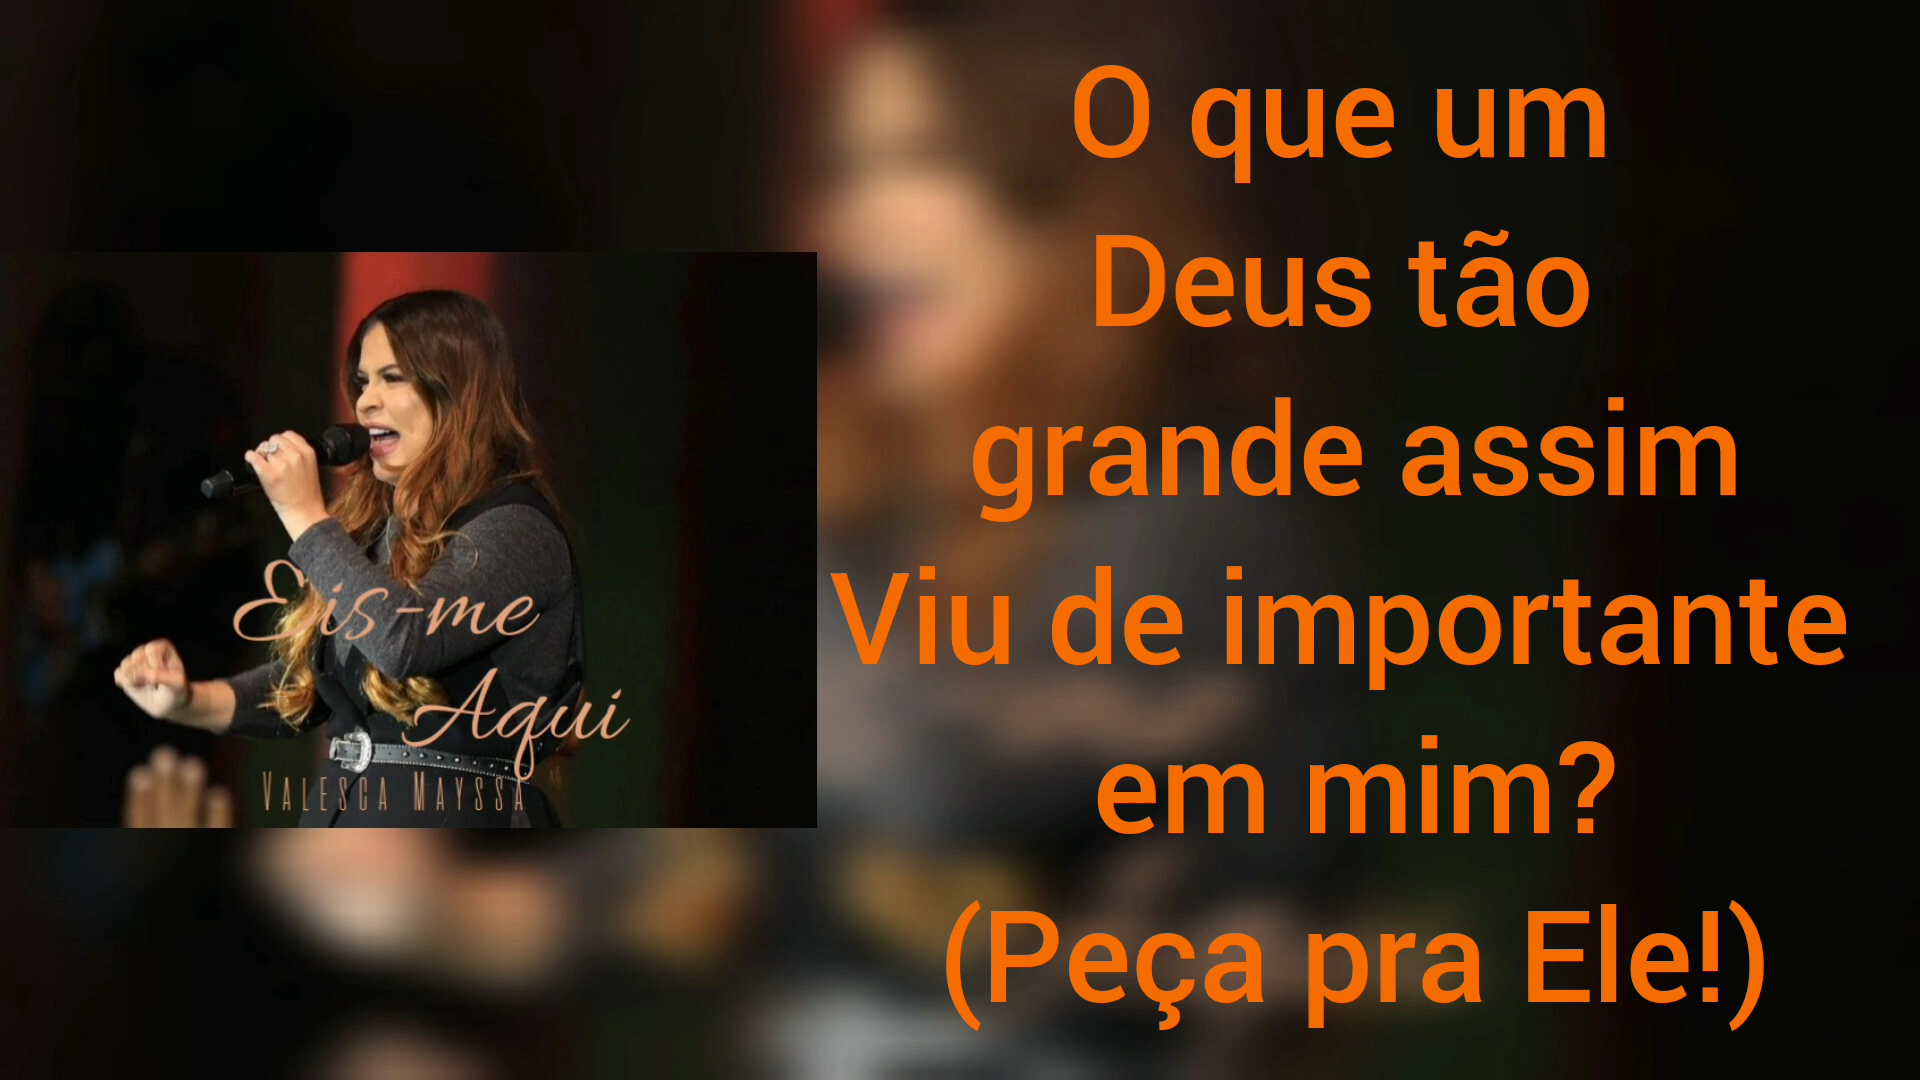 Eis-me
Aqui
VALESCA MAYSSA
O que um
Deus tão
grande assim
Viu de importante
em mim?
(Peça pra Ele!)